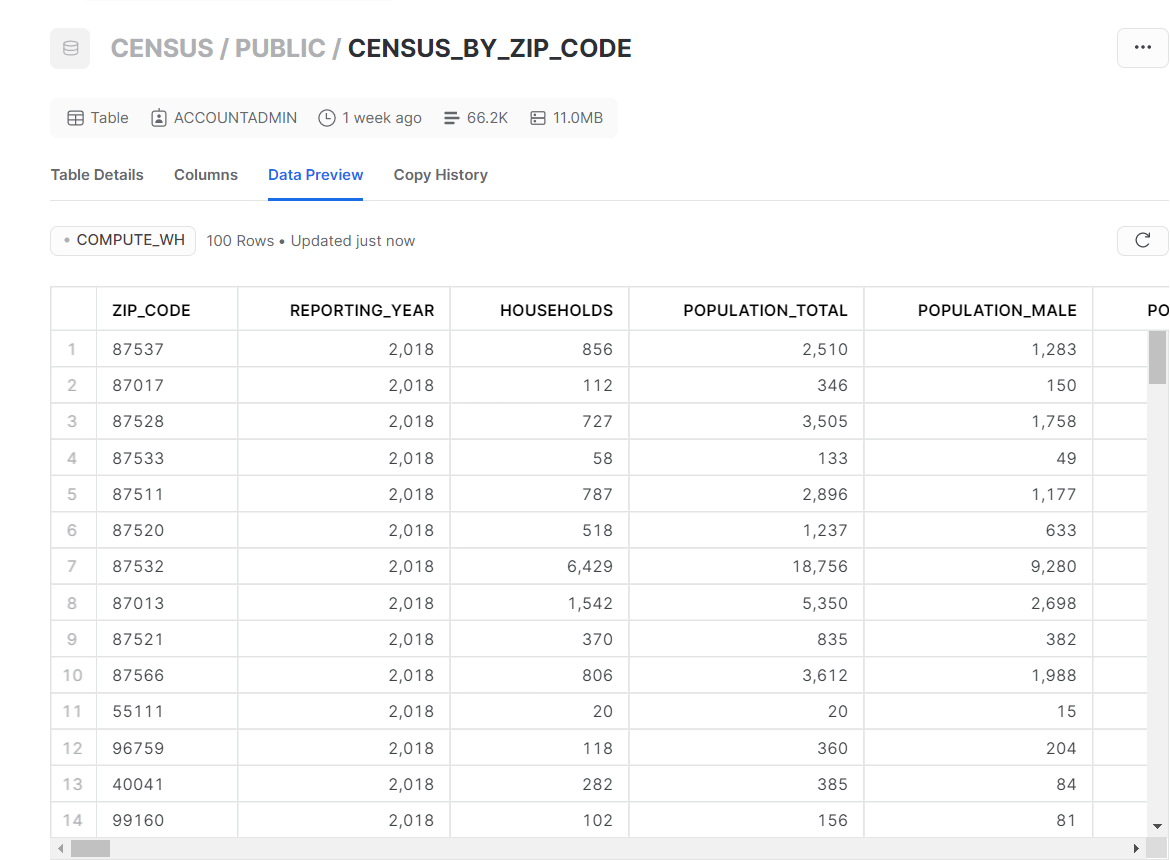 CENSUS / PUBLIC / CENSUS_BY_ZIP_CODE
Table ACCOUNTADMIN 1 week ago 66.2K 11.0MB
Table Details Columns Data Preview Copy History
COMPUTE_WH 100 Rows • Updated just now
ZIP_CODE REPORTING_YEAR HOUSEHOLDS POPULATION_TOTAL POPULATION_MALE PO
1 87537 2,018 856 2,510 1,283
2 87017 2,018 112 346 150
3 87528 2,018 727 3,505 1,758
4 87533 2,018 58 133 49
5 87511 2,018 787 2,896 1,177
6 87520 2,018 518 1,237 633
7 87532 2,018 6,429 18,756 9,280
8 87013 2,018 1,542 5,350 2,698
9 87521 2,018 370 835 382
10 87566 2,018 806 3,612 1,988
11 55111 2,018 20 20 15
12 96759 2,018 118 360 204
13 40041 2,018 282 385 84
14 99160 2,018 102 156 81